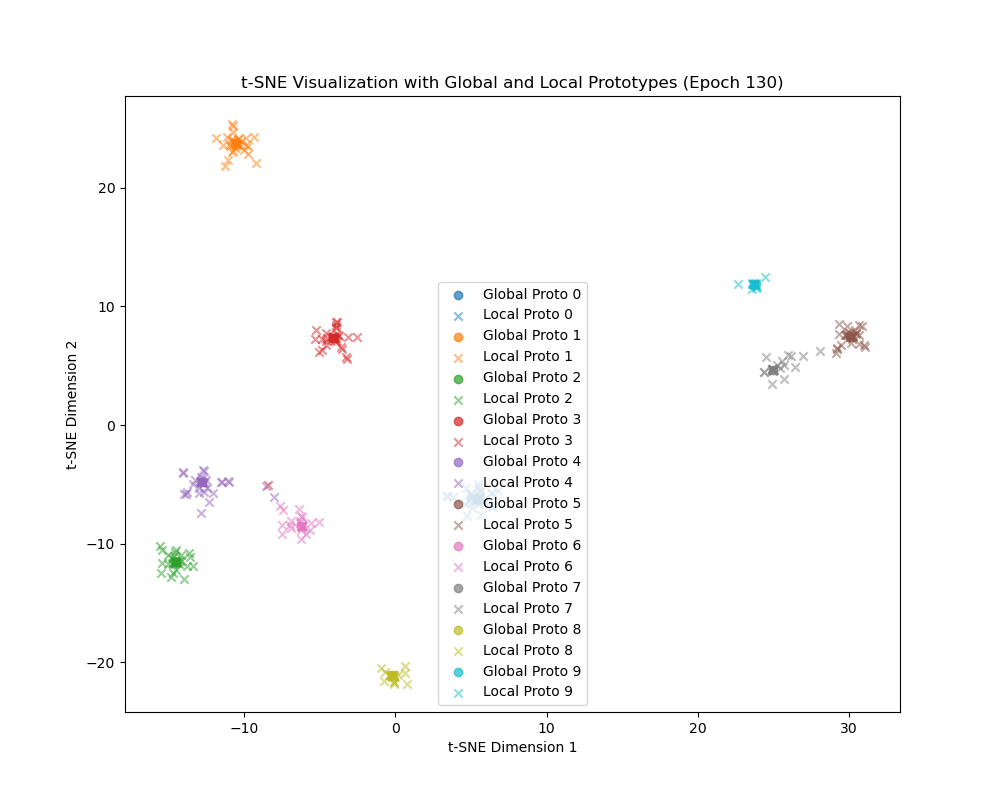 t-SNE Visualization with Global and Local Prototypes (Epoch 130)
t-SNE Dimension 2
20
10
0
−10
−20
Global Proto 0
Local Proto 0
Global Proto 1
Local Proto 1
Global Proto 2
Local Proto 2
Global Proto 3
Local Proto 3
Global Proto 4
Local Proto 4
Global Proto 5
Local Proto 5
Global Proto 6
Local Proto 6
Global Proto 7
Local Proto 7
Global Proto 8
Local Proto 8
Global Proto 9
Local Proto 9
−10 0 10 20 30
t-SNE Dimension 1